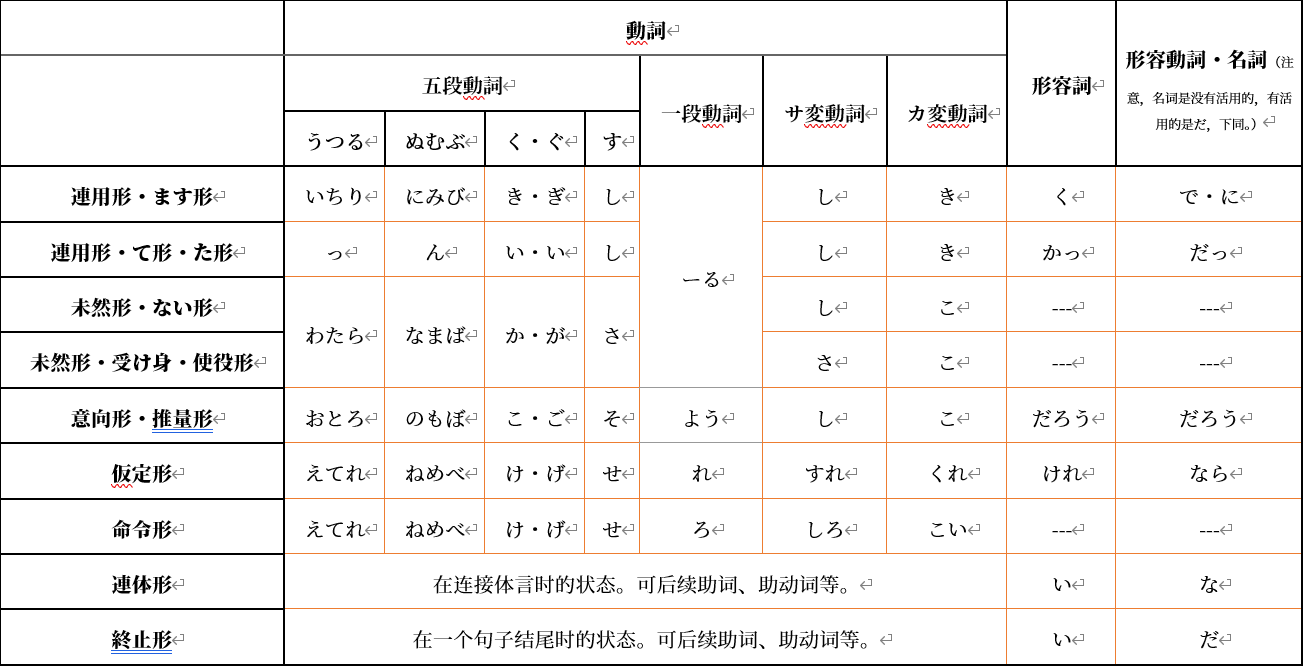 動詞
形容詞
形容動詞・名詞（注
意，名词是没有活用的，有活
用的是だ，下同。）
五段動詞
一段動詞
サ変動詞
カ変動詞
うつる
ぬむぶ
く・ぐ
す
連用形・ます形
いちり
にみび
き・ぎ
し
ーる
し
き
く
で・に
連用形・て形・た形
っ
ん
い・い
し
し
き
かっ
だっ
未然形・ない形
わたら
なまば
か・が
さ
し
こ
---
---
未然形・受け身・使役形
さ
こ
---
---
意向形・推量形
おとろ
のもぼ
こ・ご
そ
よう
し
こ
だろう
だろう
仮定形
えてれ
ねめべ
け・げ
せ
れ
すれ
くれ
けれ
なら
命令形
えてれ
ねめべ
け・げ
せ
ろ
しろ
こい
---
---
連体形
在连接体言时的状态。可后续助词、助动词等。
い
な
終止形
在一个句子结尾时的状态。可后续助词、助动词等。
い
だ